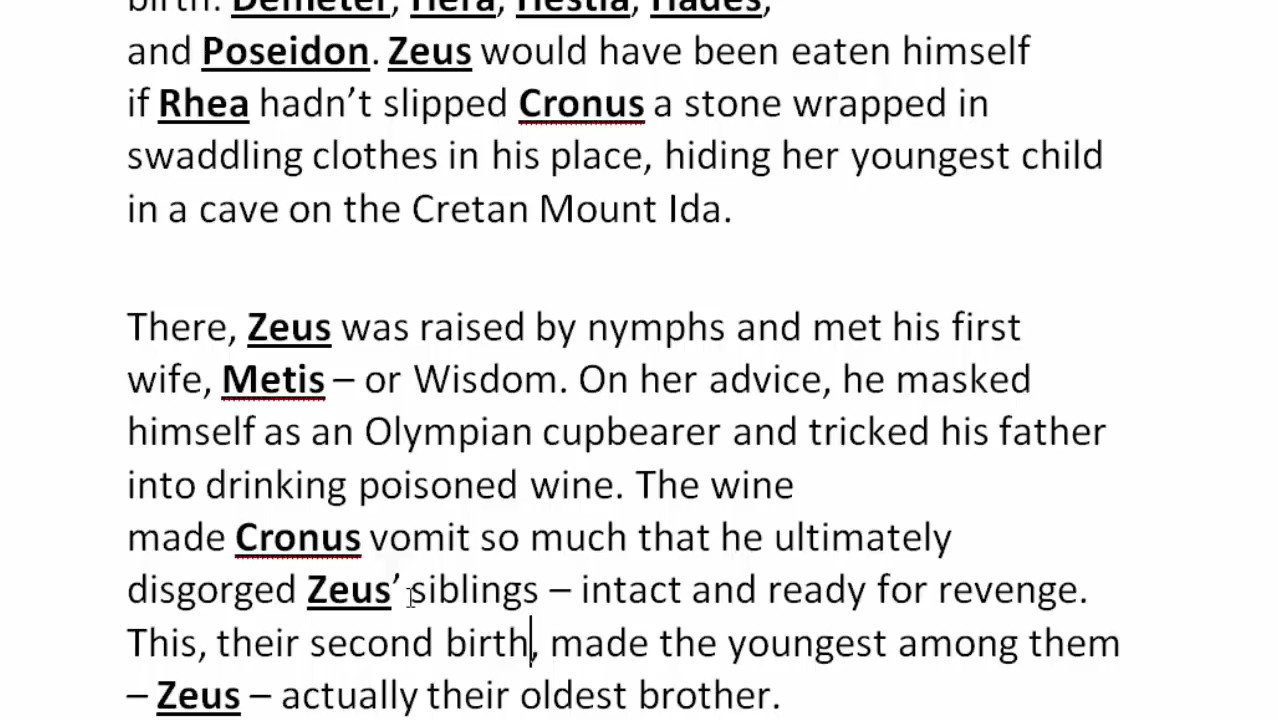 birth: Demeter, Hera, Hestia, Hades,
and Poseidon. Zeus would have been eaten himself
if Rhea hadn’t slipped Cronus a stone wrapped in
swaddling clothes in his place, hiding her youngest child
in a cave on the Cretan Mount Ida.
There, Zeus was raised by nymphs and met his first
wife, Metis – or Wisdom. On her advice, he masked
himself as an Olympian cupbearer and tricked his father
into drinking poisoned wine. The wine
made Cronus vomit so much that he ultimately
disgorged Zeus’ siblings – intact and ready for revenge.
This, their second birth, made the youngest among them
– Zeus – actually their oldest brother.